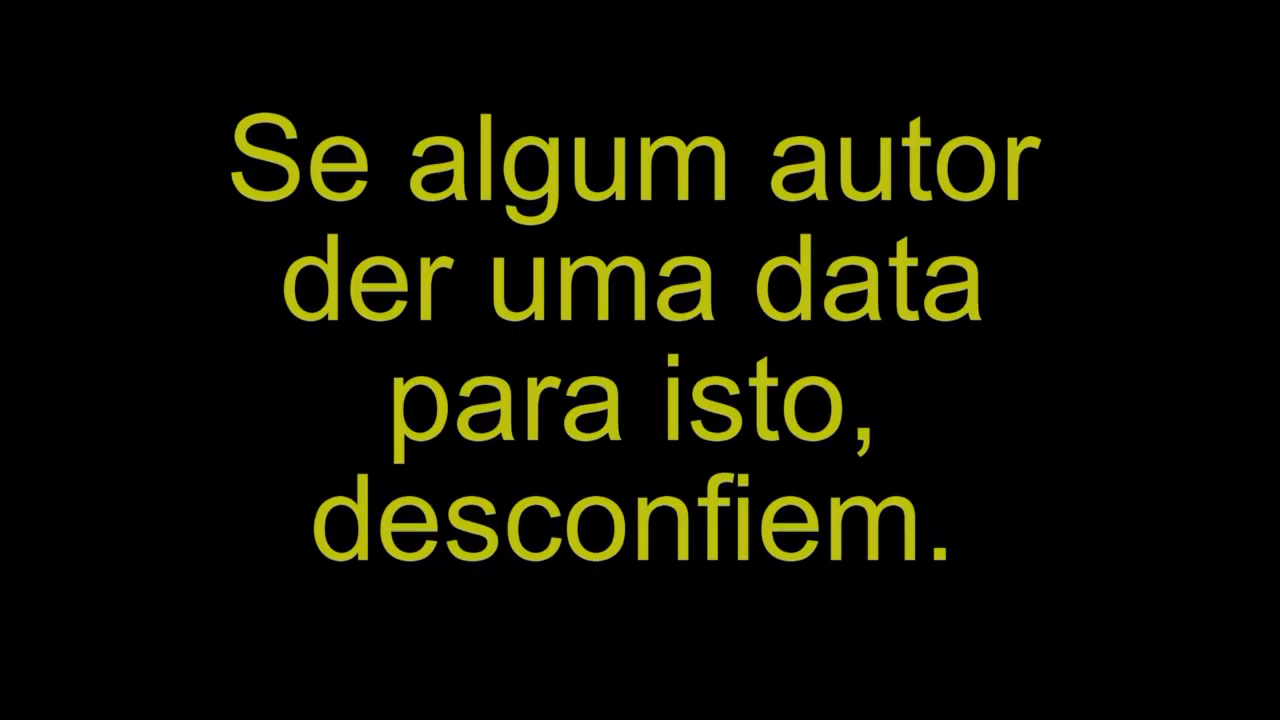 Se algum autor
der uma data
para isto,
desconfiem.